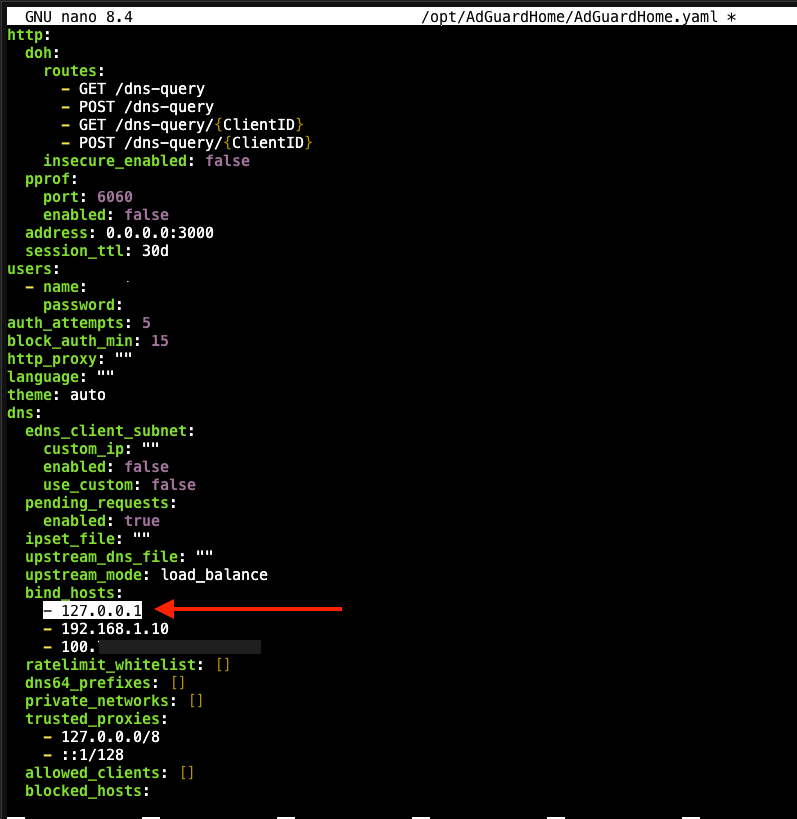 GNU nano 8.4 /opt/AdGuardHome/AdGuardHome.yaml *
http:
  doh:
    routes:
      - GET /dns-query
      - POST /dns-query
      - GET /dns-query/{ClientID}
      - POST /dns-query/{ClientID}
    insecure_enabled: false
  pprof:
    port: 6060
    enabled: false
  address: 0.0.0.0:3000
  session_ttl: 30d
users:
  - name:
    password:
auth_attempts: 5
block_auth_min: 15
http_proxy: ""
language: ""
theme: auto
dns:
  edns_client_subnet:
    custom_ip: ""
    enabled: false
    use_custom: false
  pending_requests:
    enabled: true
  ipset_file: ""
  upstream_dns_file: ""
  upstream_mode: load_balance
  bind_hosts:
    - 127.0.0.1
    - 192.168.1.10
    - 100.
  ratelimit_whitelist: []
  dns64_prefixes: []
  private_networks: []
  trusted_proxies:
    - 127.0.0.0/8
    - ::1/128
  allowed_clients: []
  blocked_hosts: